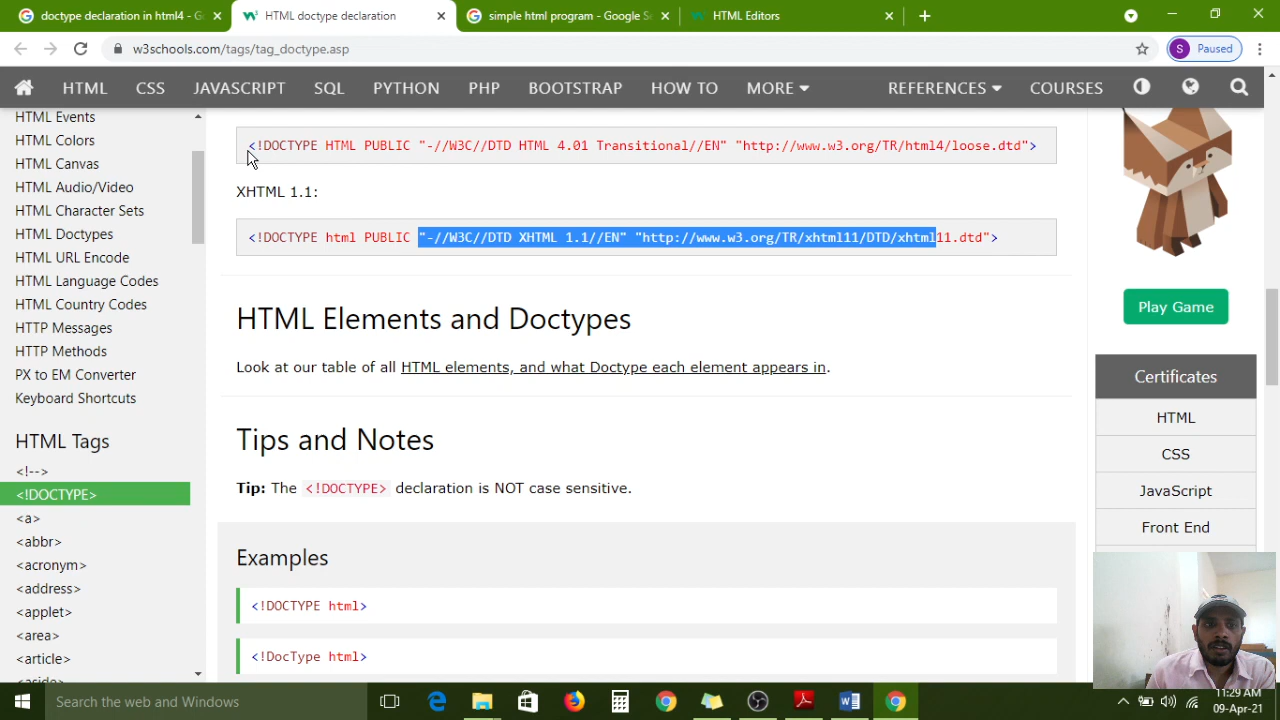 doctype declaration in html4 - G
HTML doctype declaration
simple html program - Google Se
HTML Editors
w3schools.com/tags/tag_doctype.asp
S Paused
HTML CSS JAVASCRIPT SQL PYTHON PHP BOOTSTRAP HOW TO MORE REFERENCES COURSES
HTML Events
HTML Colors
HTML Canvas
HTML Audio/Video
HTML Character Sets
HTML Doctypes
HTML URL Encode
HTML Language Codes
HTML Country Codes
HTTP Messages
HTTP Methods
PX to EM Converter
Keyboard Shortcuts
HTML Tags
<!-->
<!DOCTYPE>
<a>
<abbr>
<acronym>
<address>
<applet>
<area>
<article>
<!DOCTYPE HTML PUBLIC "-//W3C//DTD HTML 4.01 Transitional//EN" "http://www.w3.org/TR/html4/loose.dtd">
XHTML 1.1:
<!DOCTYPE html PUBLIC "-//W3C//DTD XHTML 1.1//EN" "http://www.w3.org/TR/xhtml11/DTD/xhtml11.dtd">
HTML Elements and Doctypes
Look at our table of all HTML elements, and what Doctype each element appears in.
Tips and Notes
Tip: The <!DOCTYPE> declaration is NOT case sensitive.
Examples
<!DOCTYPE html>
<!DocType html>
Play Game
Certificates
HTML
CSS
JavaScript
Front End
Search the web and Windows
11:29 AM
09-Apr-21